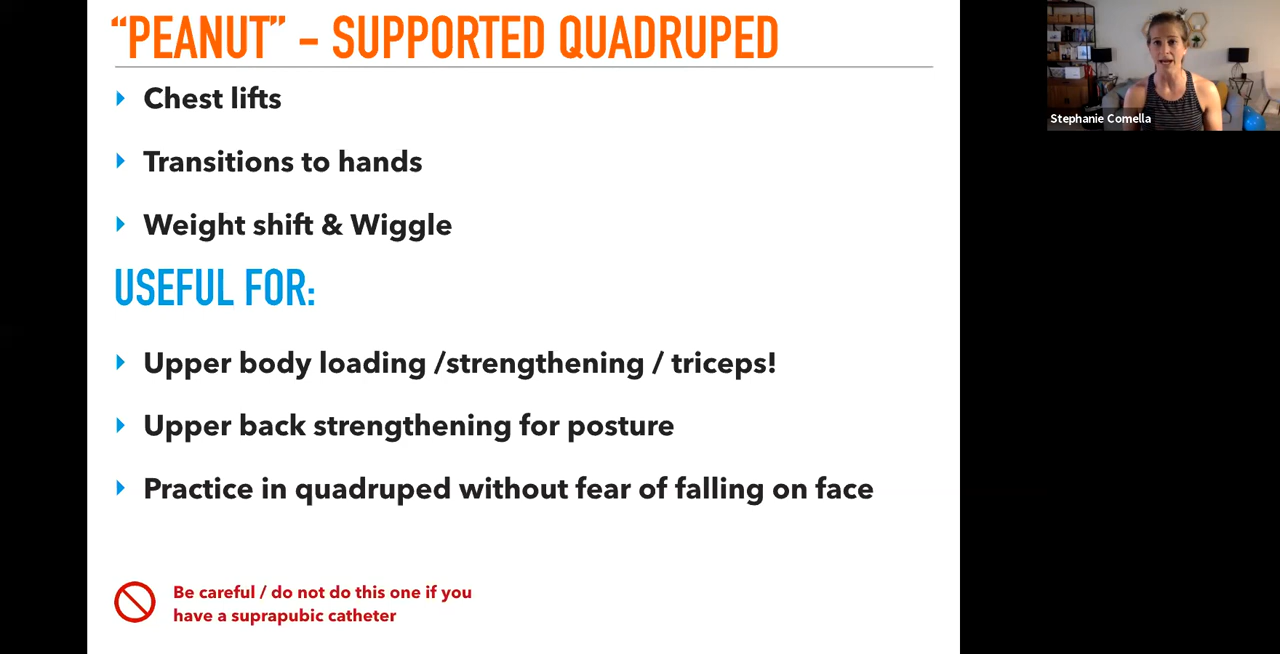 “PEANUT” – SUPPORTED QUADRUPED
Chest lifts
Transitions to hands
Weight shift & Wiggle
USEFUL FOR:
Upper body loading /strengthening / triceps!
Upper back strengthening for posture
Practice in quadruped without fear of falling on face
Be careful / do not do this one if you
have a suprapubic catheter
Stephanie Comella